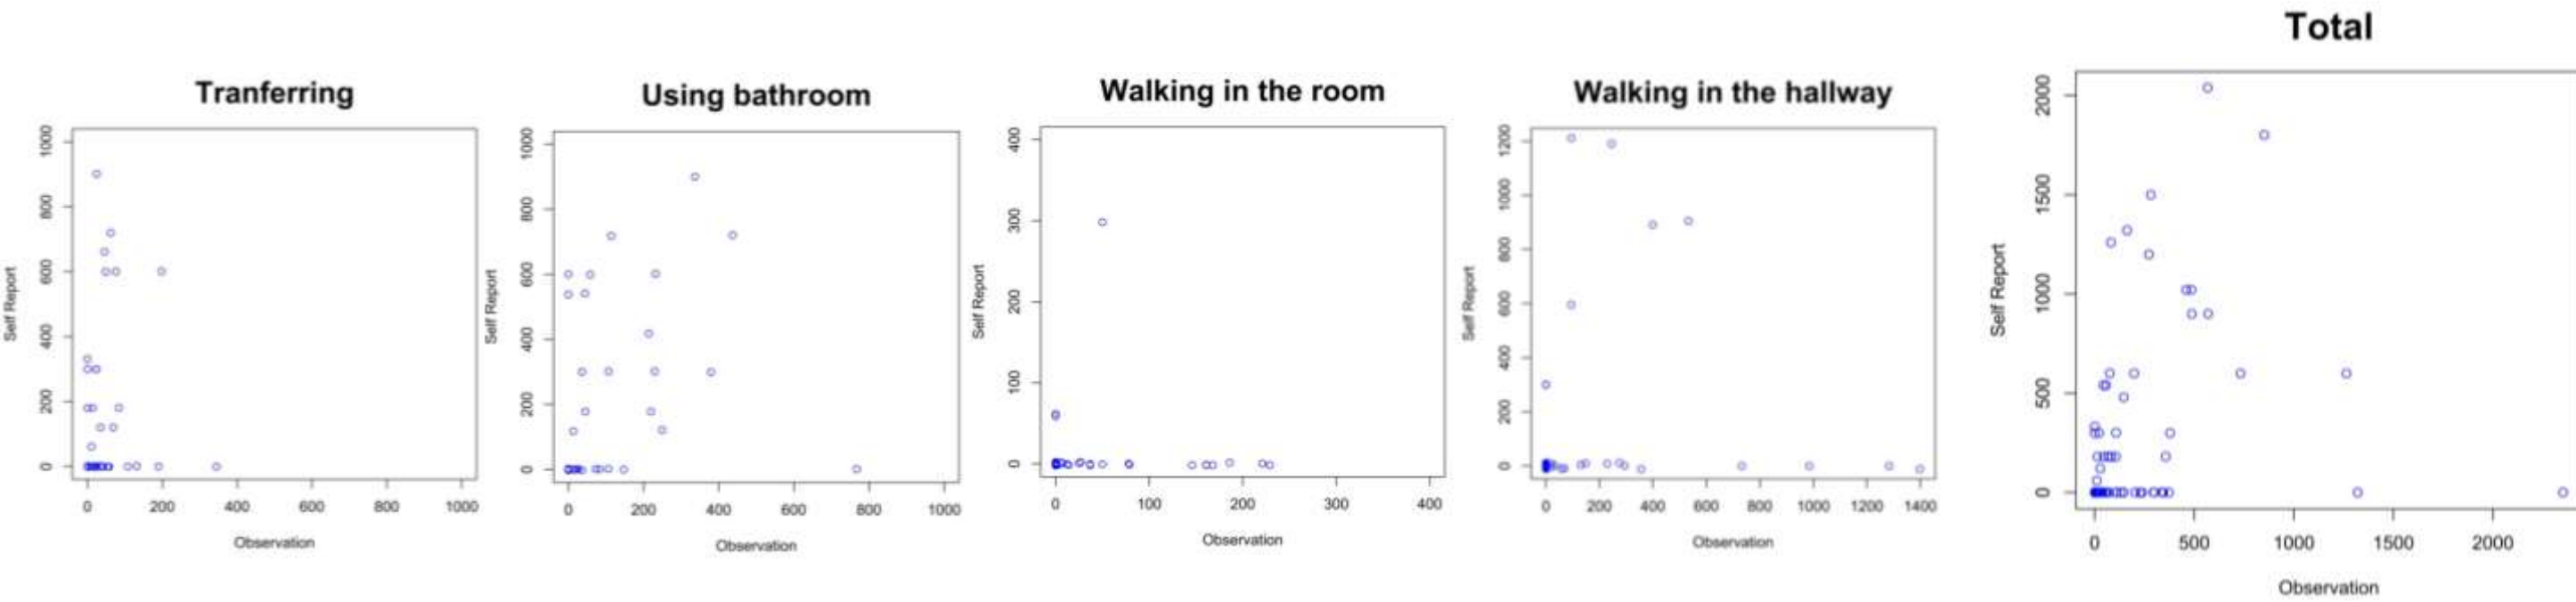 Tranferring
Self Report
1000
800
600
400
200
0
0 200 400 600 800 1000
Observation
Using bathroom
Self Report
1000
800
600
400
200
0
0 200 400 600 800 1000
Observation
Walking in the room
Self Report
400
300
200
100
0
0 100 200 300 400
Observation
Walking in the hallway
Self Report
1200
1000
800
600
400
200
0
0 200 400 600 800 1000 1200 1400
Observation
Total
Self Report
2000
1500
1000
500
0
0 500 1000 1500 2000
Observation